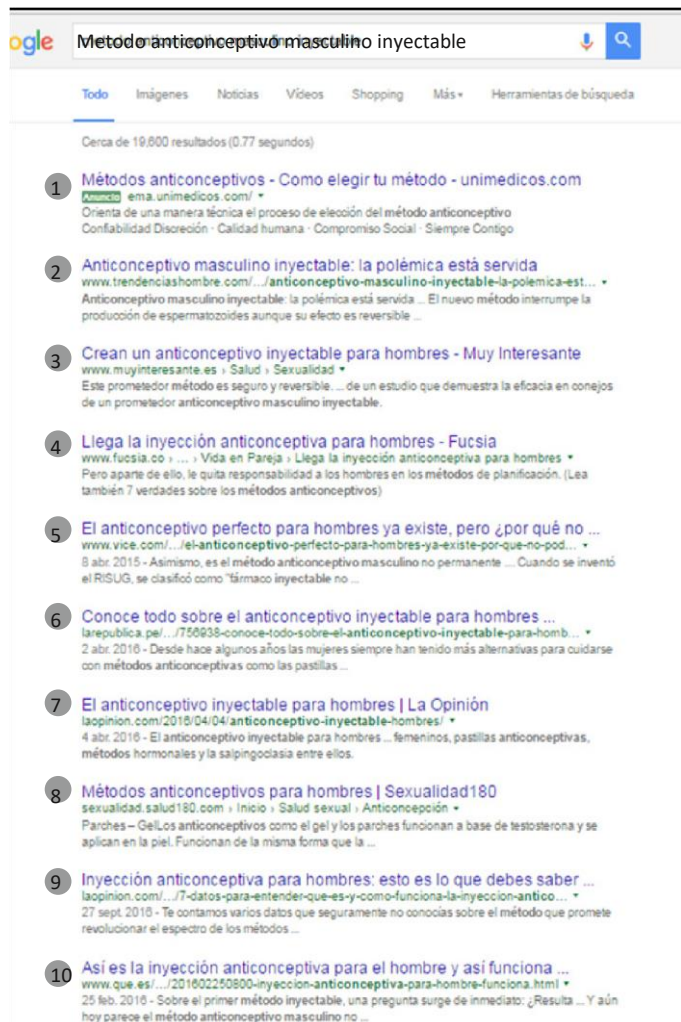 ogle Metodo anticonceptivo masculino inyectable
Todo Imágenes Noticias Vídeos Shopping Más Herramientas de búsqueda
Cerca de 19,600 resultados (0.77 segundos)
1 Métodos anticonceptivos - Como elegir tu método - unimedicos.com
Anuncio ema.unimedicos.com/
Orienta de una manera técnica el proceso de elección del método anticonceptivo
Confiabilidad Discreción · Calidad humana · Compromiso Social · Siempre Contigo
2 Anticonceptivo masculino inyectable: la polémica está servida
www.trendenciashombre.com/.../anticonceptivo-masculino-inyectable-la-polemica-est...
Anticonceptivo masculino inyectable: la polémica está servida ... El nuevo método interrumpe la
producción de espermatozoides aunque su efecto es reversible ...
3 Crean un anticonceptivo inyectable para hombres - Muy Interesante
www.muyinteresante.es › Salud › Sexualidad
Este prometedor método es seguro y reversible. ... de un estudio que demuestra la eficacia en conejos
de un prometedor anticonceptivo masculino inyectable.
4 Llega la inyección anticonceptiva para hombres - Fucsia
www.fucsia.co › ... › Vida en Pareja › Llega la inyección anticonceptiva para hombres
Pero aparte de ello, le quita responsabilidad a los hombres en los métodos de planificación. (Lea
también 7 verdades sobre los métodos anticonceptivos)
5 El anticonceptivo perfecto para hombres ya existe, pero ¿por qué no ...
www.vice.com/.../el-anticonceptivo-perfecto-para-hombres-ya-existe-por-que-no-pod...
8 abr. 2015 - Asimismo, es el método anticonceptivo masculino no permanente .... Cuando se inventó
el RISUG, se clasificó como "fármaco inyectable no ...
6 Conoce todo sobre el anticonceptivo inyectable para hombres ...
larepublica.pe/.../756938-conoce-todo-sobre-el-anticonceptivo-inyectable-para-homb...
2 abr. 2016 - Desde hace algunos años las mujeres siempre han tenido más alternativas para cuidarse
con métodos anticonceptivas como las pastillas ...
7 El anticonceptivo inyectable para hombres | La Opinión
laopinion.com/2016/04/04/anticonceptivo-inyectable-hombres/
4 abr. 2016 - El anticonceptivo inyectable para hombres ... femeninos, pastillas anticonceptivas,
métodos hormonales y la salpingoclasia entre ellos.
8 Métodos anticonceptivos para hombres | Sexualidad180
sexualidad.salud180.com › Inicio › Salud sexual › Anticoncepción
Parches – GelLos anticonceptivos como el gel y los parches funcionan a base de testosterona y se
aplican en la piel. Funcionan de la misma forma que la ...
9 Inyección anticonceptiva para hombres: esto es lo que debes saber ...
laopinion.com/.../7-datos-para-entender-que-es-y-como-funciona-la-inyeccion-antico...
27 sept. 2016 - Te contamos varios datos que seguramente no conocías sobre el método que promete
revolucionar el espectro de los métodos ...
10 Así es la inyección anticonceptiva para el hombre y así funciona ...
www.que.es/.../201602250800-inyeccion-anticonceptiva-para-hombre-funciona.html
25 feb. 2016 - Sobre el primer método inyectable, una pregunta surge de inmediato: ¿Resulta ... Y aún
hoy parece el método anticonceptivo masculino no ...